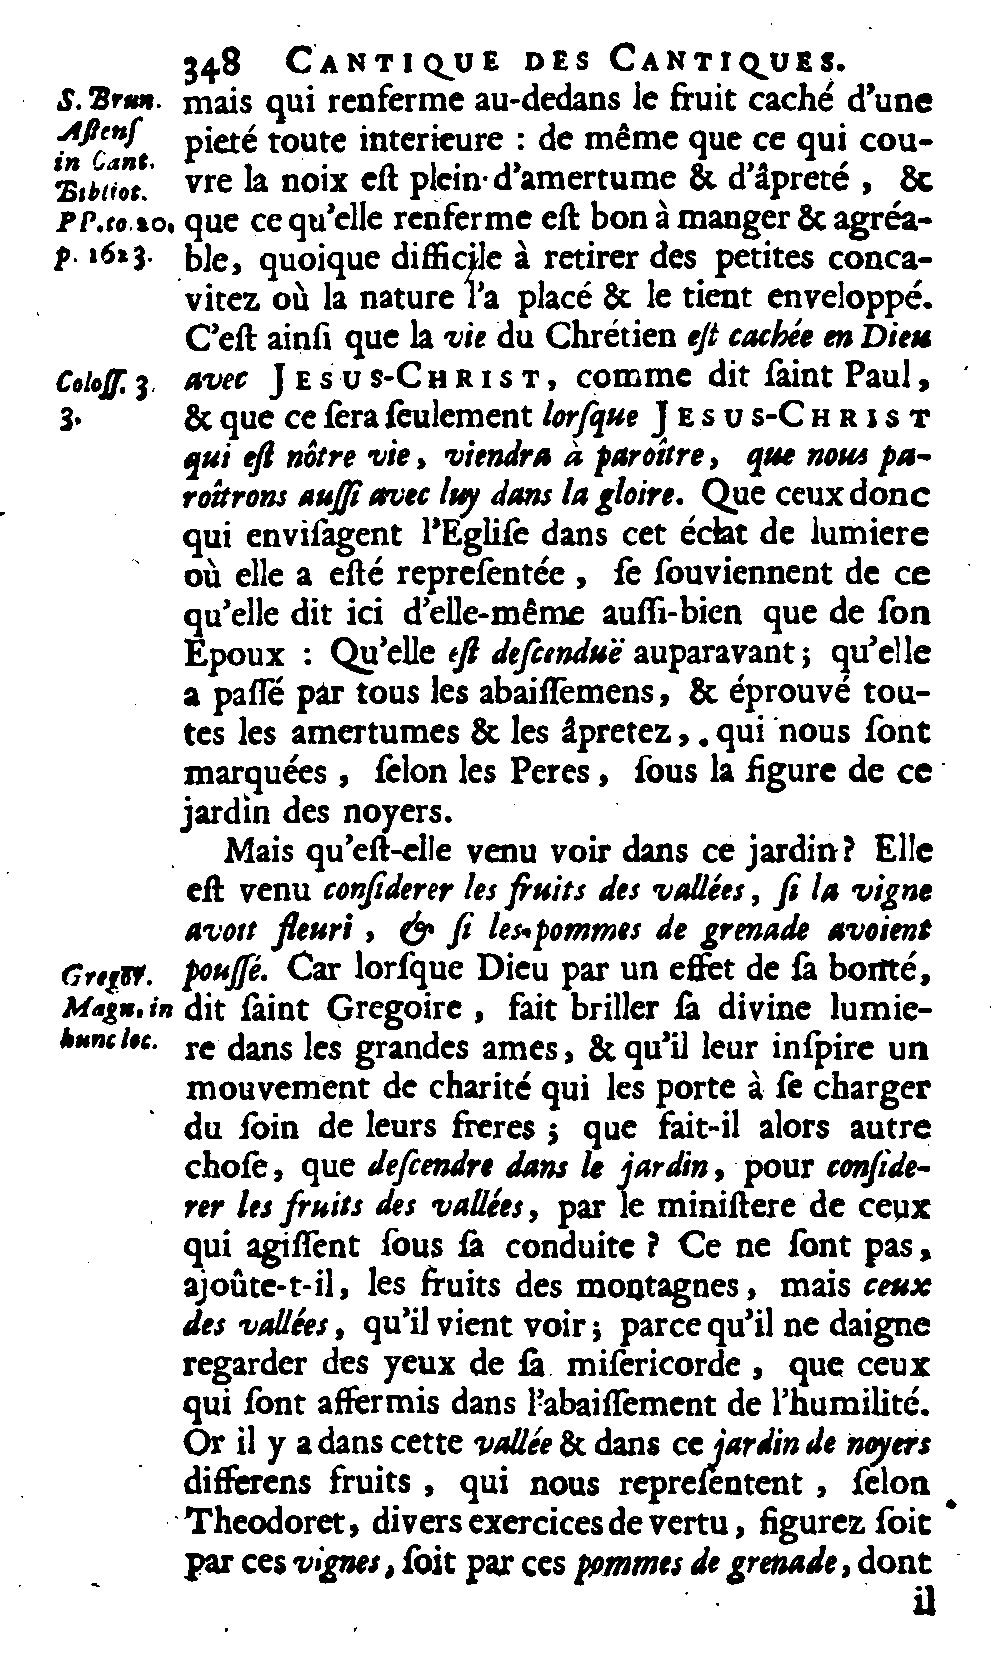 348 CANTIQUE DES CANTIQUES.
S. Brun.
Aſtenſ
in Cant.
Bibliot.
PP. to. 20.
p. 1623.
mais qui renferme au-dedans le fruit caché d'une
pieté toute interieure : de même que ce qui cou-
vre la noix eſt plein d'amertume & d'âpreté, &
que ce qu'elle renferme eſt bon à manger & agréa-
ble, quoique difficile à retirer des petites conca-
vitez où la nature l'a placé & le tient enveloppé.
C'eſt ainſi que la vie du Chrétien eſt cachée en Dieu
Coloſſ. 3.
3.
avec JESUS-CHRIST, comme dit ſaint Paul,
& que ce ſera ſeulement lorſque JESUS-CHRIST
qui eſt nôtre vie, viendra à paroître, que nous pa-
roîtrons auſſi avec luy dans la gloire. Que ceux donc
qui enviſagent l'Egliſe dans cet éclat de lumiere
où elle a eſté repreſentée, ſe ſouviennent de ce
qu'elle dit ici d'elle-même auſſi-bien que de ſon
Epoux : Qu'elle eſt deſcenduë auparavant ; qu'elle
a paſſé par tous les abaiſſemens, & éprouvé tou-
tes les amertumes & les âpretez, qui nous ſont
marquées, ſelon les Peres, ſous la figure de ce
jardin des noyers.
Mais qu'eſt-elle venu voir dans ce jardin ? Elle
eſt venu conſiderer les fruits des vallées, ſi la vigne
avoit fleuri, & ſi les pommes de grenade avoient
Gregor.
Magn. in
hunc loc.
pouſſé. Car lorſque Dieu par un effet de ſa bonté,
dit ſaint Gregoire, fait briller ſa divine lumie-
re dans les grandes ames, & qu'il leur inſpire un
mouvement de charité qui les porte à ſe charger
du ſoin de leurs freres ; que fait-il alors autre
choſe, que deſcendre dans le jardin, pour conſide-
rer les fruits des vallées, par le miniſtere de ceux
qui agiſſent ſous ſa conduite ? Ce ne ſont pas,
ajoûte-t-il, les fruits des montagnes, mais ceux
des vallées, qu'il vient voir ; parce qu'il ne daigne
regarder des yeux de ſa miſericorde, que ceux
qui ſont affermis dans l'abaiſſement de l'humilité.
Or il y a dans cette vallée & dans ce jardin de noyers
differens fruits, qui nous repreſentent, ſelon
Theodoret, divers exercices de vertu, figurez ſoit
par ces vignes, ſoit par ces pommes de grenade, dont
il